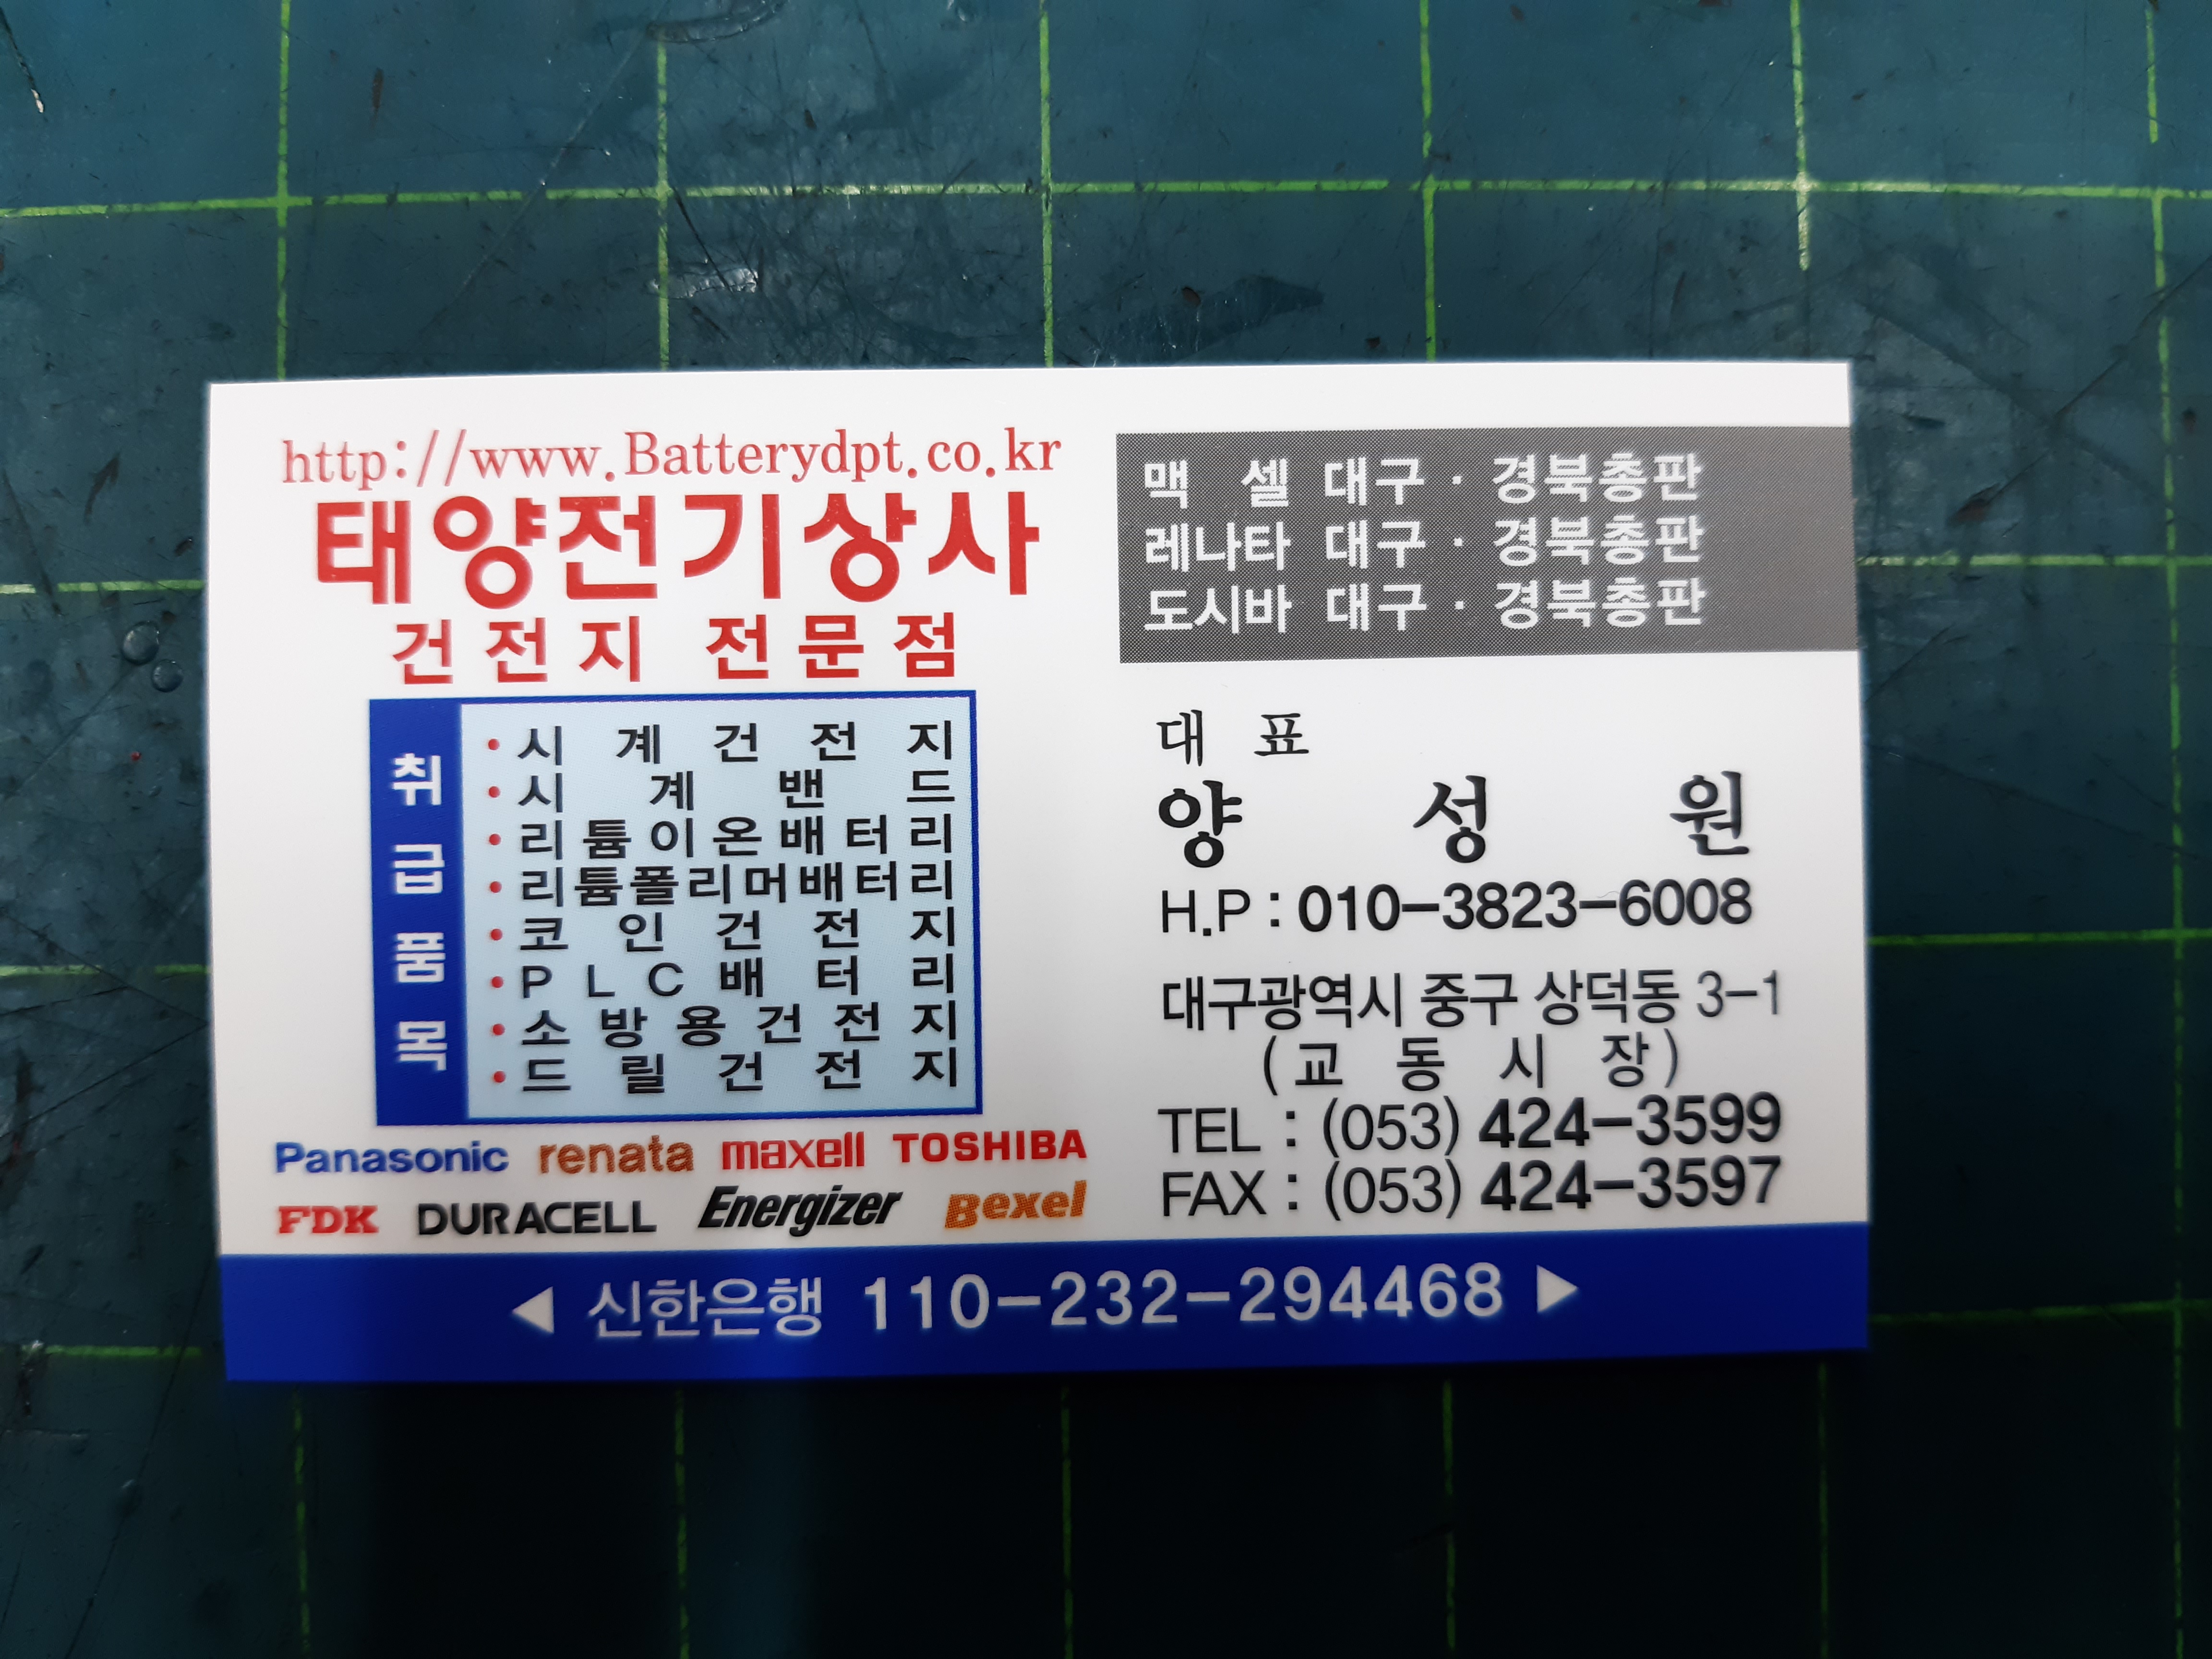 http://www.Batterydpt.co.kr
태양전기상사
건전지 전문점
취급품목
• 시계건전지
• 시계밴드
• 리튬이온배터리
• 리튬폴리머배터리
• 코인건전지
• PLC배터리
• 소방용건전지
• 드릴건전지
Panasonic renata maxell TOSHIBA
FDK DURACELL Energizer Bexel
맥셀 대구·경북총판
레나타 대구·경북총판
도시바 대구·경북총판
대표
양성원
H.P : 010-3823-6008
대구광역시 중구 상덕동 3-1
(교동시장)
TEL : (053) 424-3599
FAX : (053) 424-3597
◀ 신한은행 110-232-294468 ▶